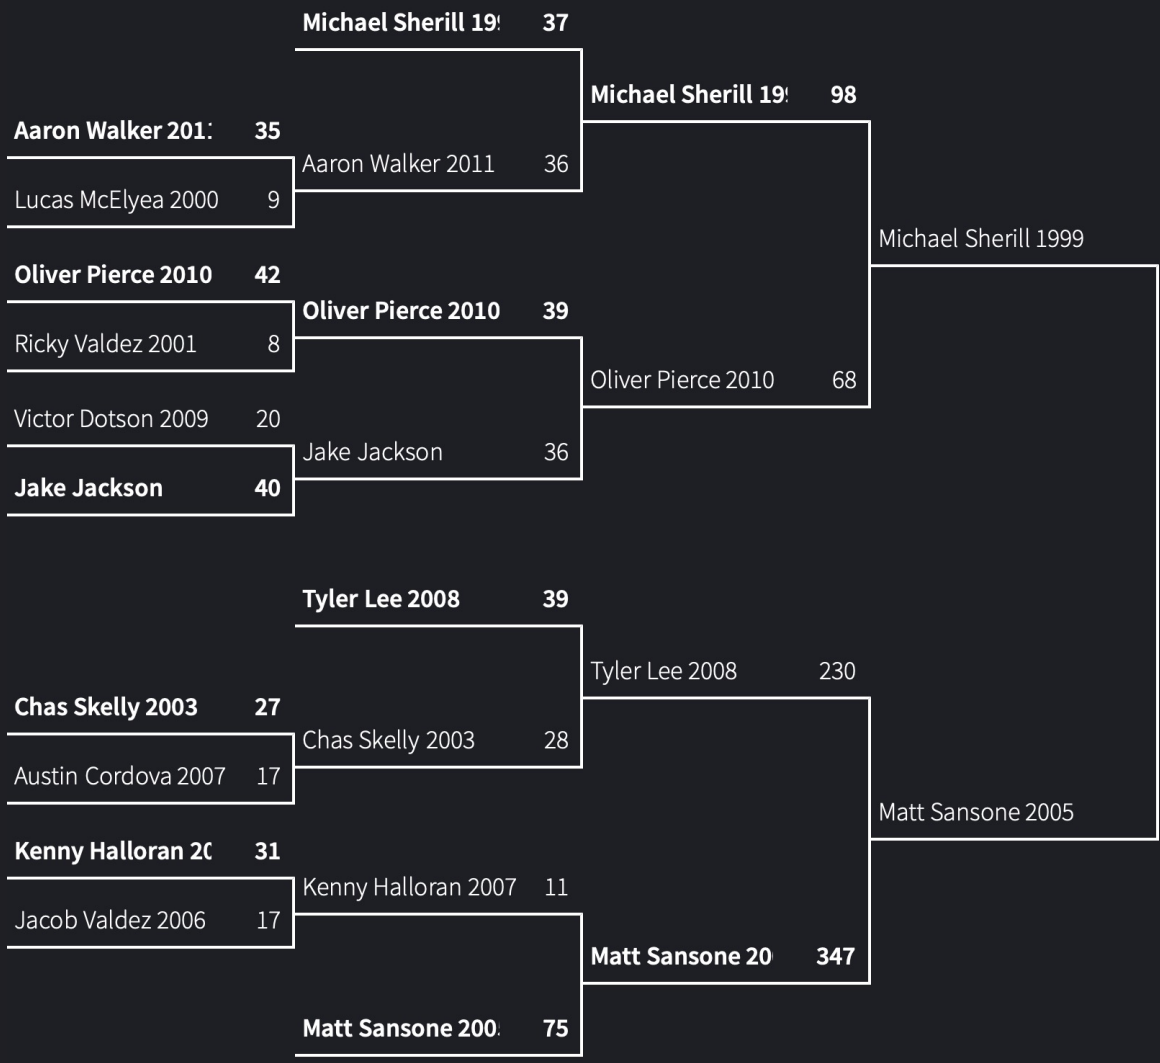 Michael Sherill 199 37
Michael Sherill 199 98
Aaron Walker 201 35
Aaron Walker 2011 36
Lucas McElyea 2000 9
Michael Sherill 1999
Oliver Pierce 2010 42
Oliver Pierce 2010 39
Ricky Valdez 2001 8
Oliver Pierce 2010 68
Victor Dotson 2009 20
Jake Jackson 36
Jake Jackson 40
Tyler Lee 2008 39
Tyler Lee 2008 230
Chas Skelly 2003 27
Chas Skelly 2003 28
Austin Cordova 2007 17
Matt Sansone 2005
Kenny Halloran 20 31
Kenny Halloran 2007 11
Jacob Valdez 2006 17
Matt Sansone 20 347
Matt Sansone 200 75